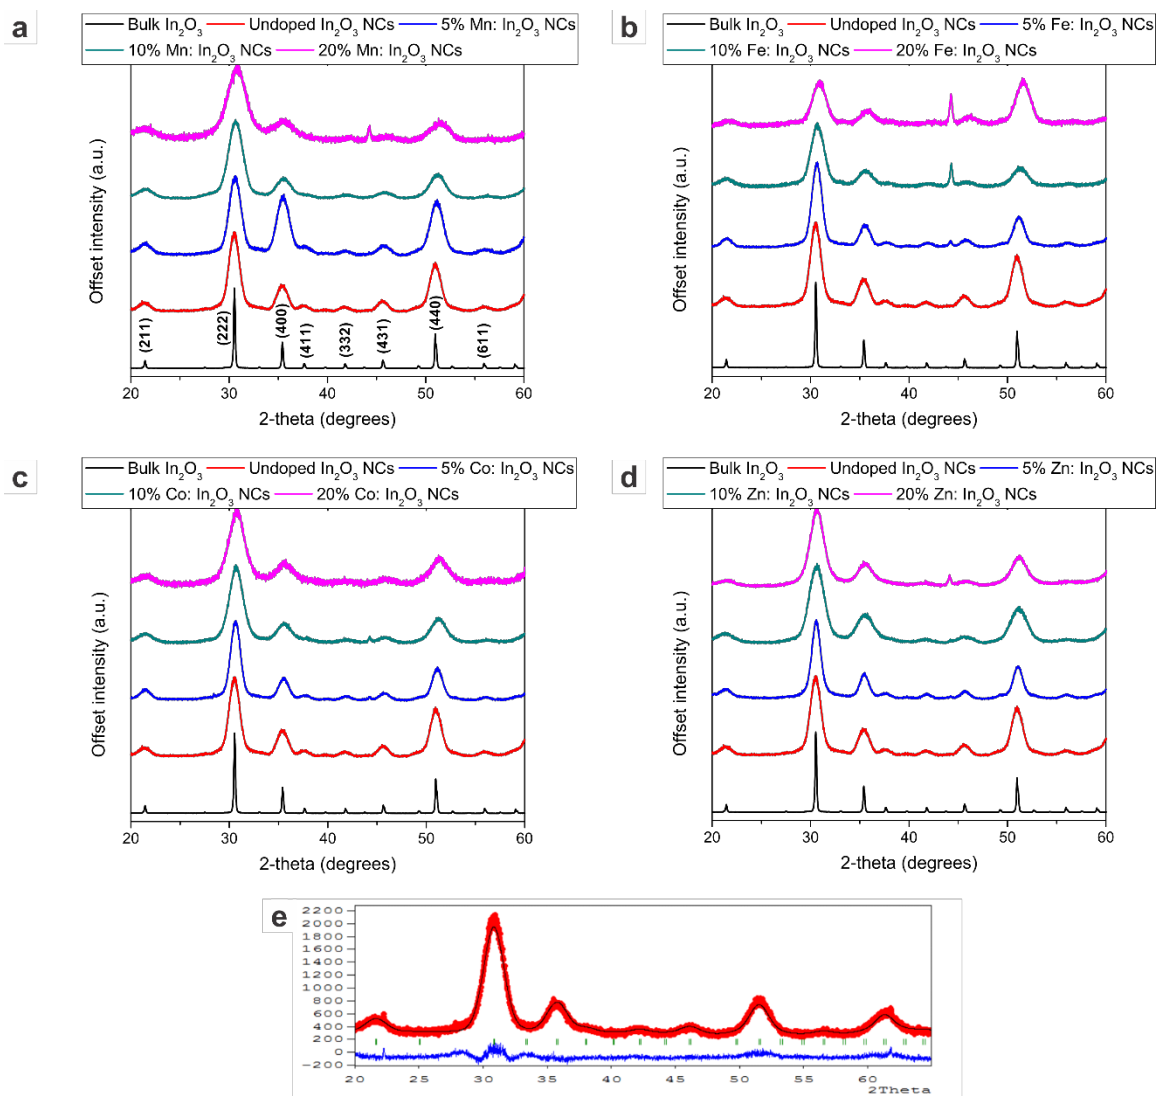 a
Bulk In₂O₃ Undoped In₂O₃ NCs 5% Mn: In₂O₃ NCs
10% Mn: In₂O₃ NCs 20% Mn: In₂O₃ NCs
Offset intensity (a.u.)
(211) (222) (400) (411) (332) (431) (440) (611)
20 30 40 50 60
2-theta (degrees)
b
Bulk In₂O₃ Undoped In₂O₃ NCs 5% Fe: In₂O₃ NCs
10% Fe: In₂O₃ NCs 20% Fe: In₂O₃ NCs
Offset intensity (a.u.)
20 30 40 50 60
2-theta (degrees)
c
Bulk In₂O₃ Undoped In₂O₃ NCs 5% Co: In₂O₃ NCs
10% Co: In₂O₃ NCs 20% Co: In₂O₃ NCs
Offset intensity (a.u.)
20 30 40 50 60
2-theta (degrees)
d
Bulk In₂O₃ Undoped In₂O₃ NCs 5% Zn: In₂O₃ NCs
10% Zn: In₂O₃ NCs 20% Zn: In₂O₃ NCs
Offset intensity (a.u.)
20 30 40 50 60
2-theta (degrees)
e
2200
2000
1800
1600
1400
1200
1000
800
600
400
200
0
-200
20 25 30 35 40 45 50 55 60
2Theta